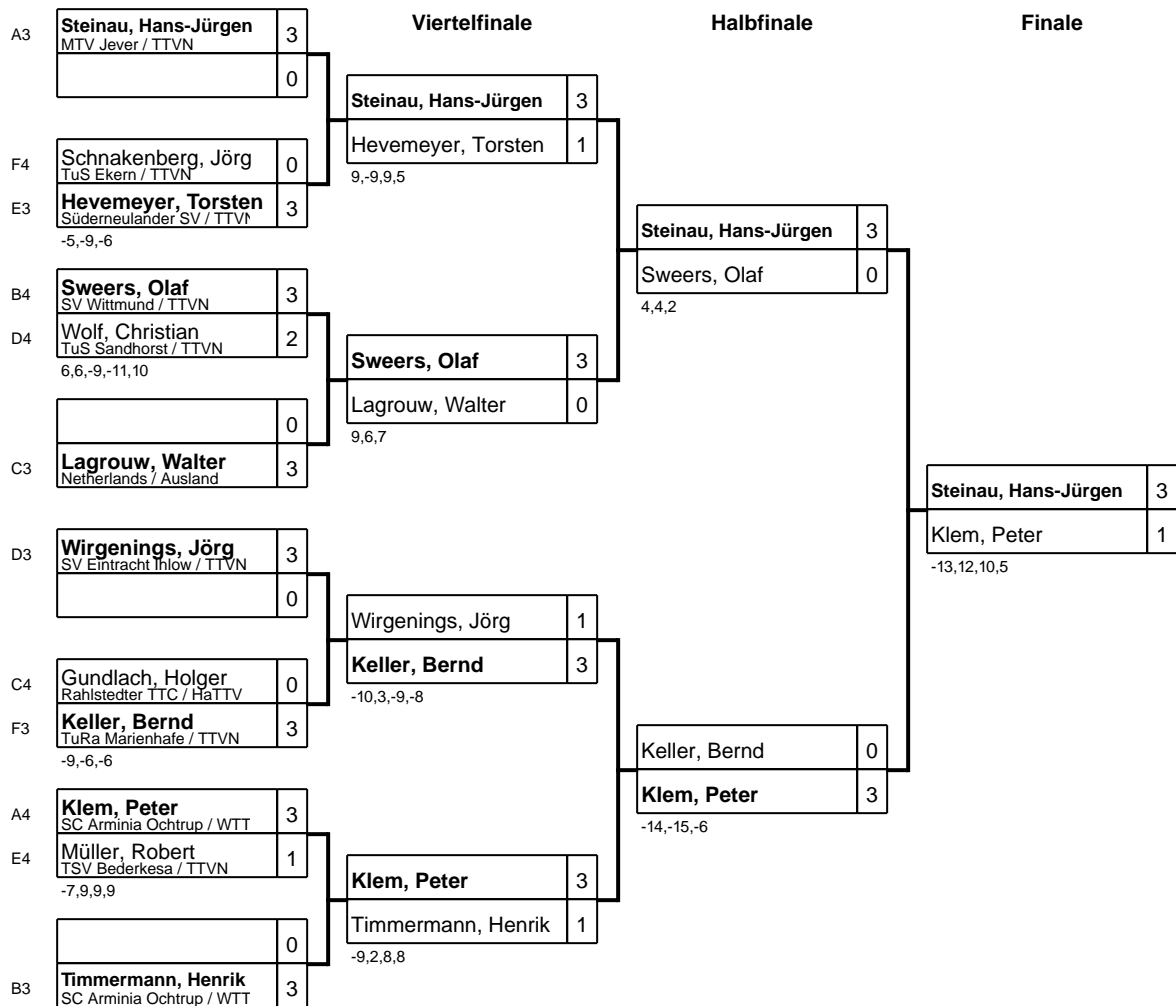 Viertelfinale
Halbfinale
Finale
A3
Steinau, Hans-Jürgen
3
MTV Jever / TTVN
0
F4
Schnakenberg, Jörg
0
TuS Ekern / TTVN
E3
Hevemeyer, Torsten
3
Süderneulander SV / TTVN
-5,-9,-6
B4
Sweers, Olaf
3
SV Wittmund / TTVN
D4
Wolf, Christian
2
TuS Sandhorst / TTVN
6,6,-9,-11,10
0
C3
Lagrouw, Walter
3
Netherlands / Ausland
D3
Wirgenings, Jörg
3
SV Eintracht Ihlow / TTVN
0
C4
Gundlach, Holger
0
Rahlstedter TTC / HaTTV
F3
Keller, Bernd
3
TuRa Marienhafe / TTVN
-9,-6,-6
A4
Klem, Peter
3
SC Arminia Ochtrup / WTT
E4
Müller, Robert
1
TSV Bederkesa / TTVN
-7,9,9,9
0
B3
Timmermann, Henrik
3
SC Arminia Ochtrup / WTT
Steinau, Hans-Jürgen
3
Hevemeyer, Torsten
1
9,-9,9,5
Sweers, Olaf
3
Lagrouw, Walter
0
9,6,7
Wirgenings, Jörg
1
Keller, Bernd
3
-10,3,-9,-8
Klem, Peter
3
Timmermann, Henrik
1
-9,2,8,8
Steinau, Hans-Jürgen
3
Sweers, Olaf
0
4,4,2
Keller, Bernd
0
Klem, Peter
3
-14,-15,-6
Steinau, Hans-Jürgen
3
Klem, Peter
1
-13,12,10,5